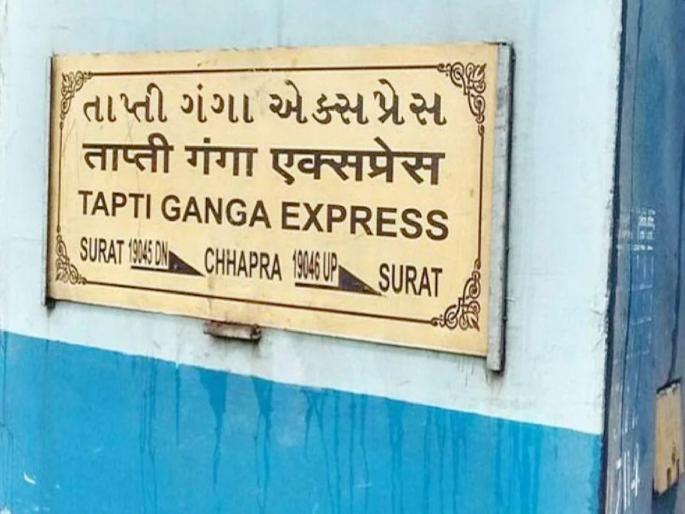 તાપ્તી ગંગા એક્સપ્રેસ
ताप्ती गंगा एक्सप्रेस
TAPTI GANGA EXPRESS
SURAT 19045 DN CHHAPRA 19046 UP SURAT